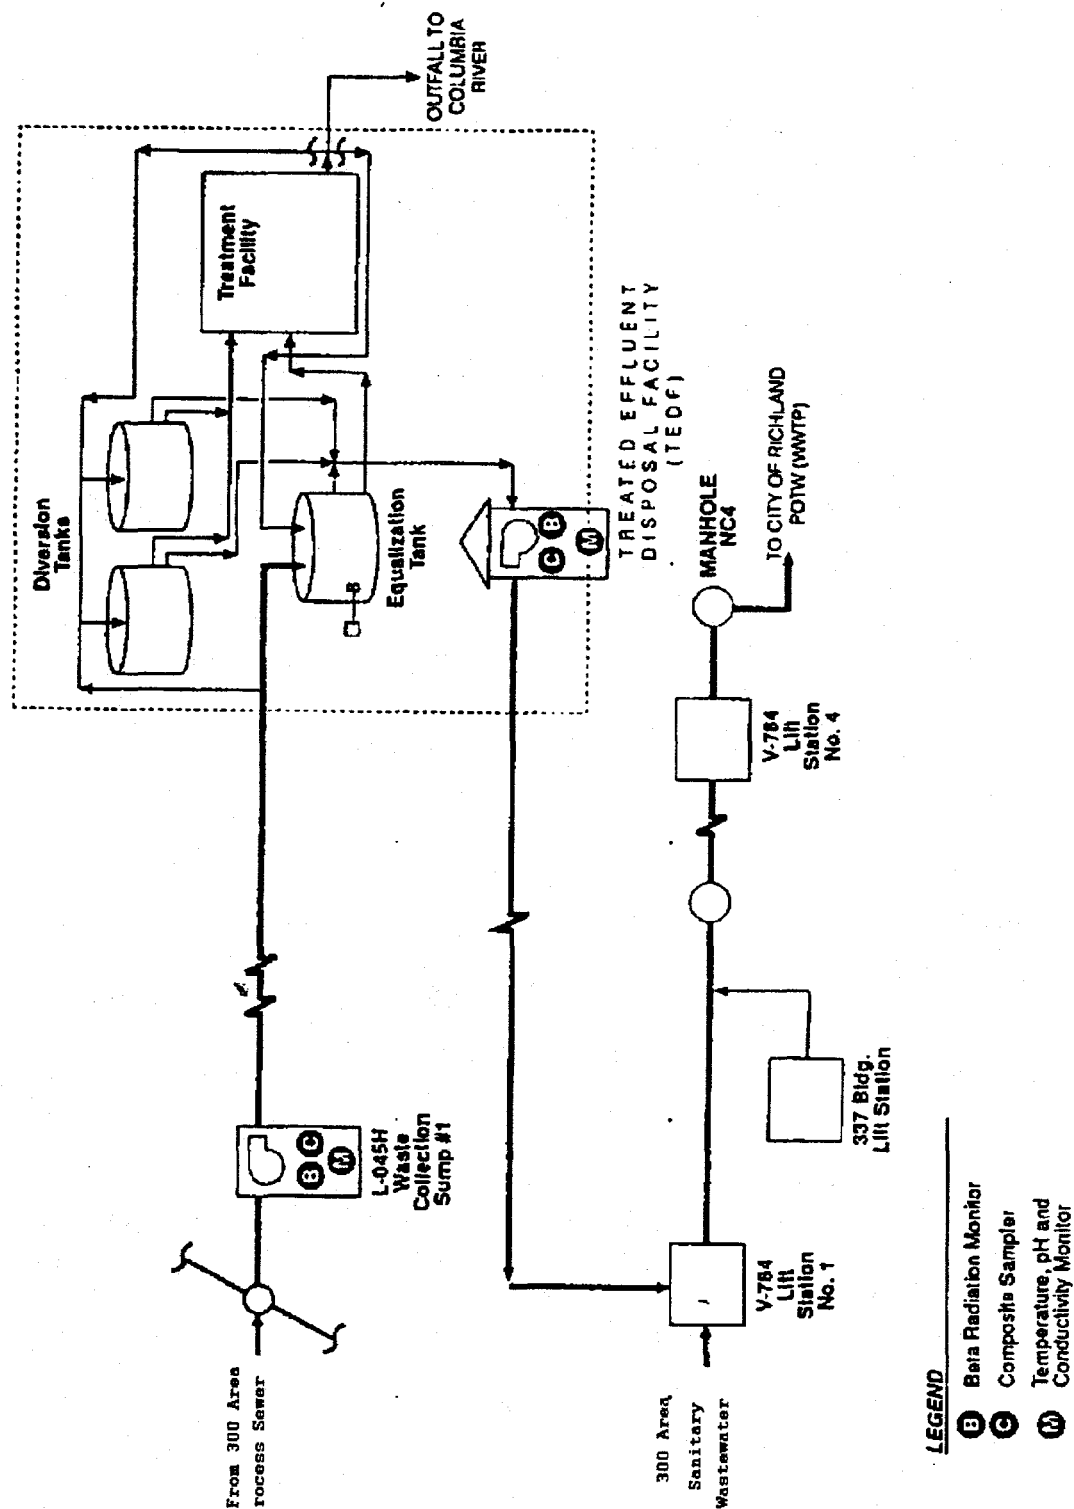 OUTFALL TO
COLUMBIA
RIVER
Treatment
Facility
Diversion
Tanks
Equalization
Tank
B
C B
M
TREATED EFFLUENT
DISPOSAL FACILITY
(TEDF)
MANHOLE
NC4
TO CITY OF RICHLAND
POTW (WWTP)
V-784
Lift
Station
No. 4
B C
M
L-045H
Waste
Collection
Sump #1
337 Bldg.
Lift Station
V-784
Lift
Station
No. 1
From 300 Area
rocess Sewer
300 Area
Sanitary
Wastewater
LEGEND
B Beta Radiation Monitor
C Composite Sampler
M Temperature, pH and
Conductivity Monitor